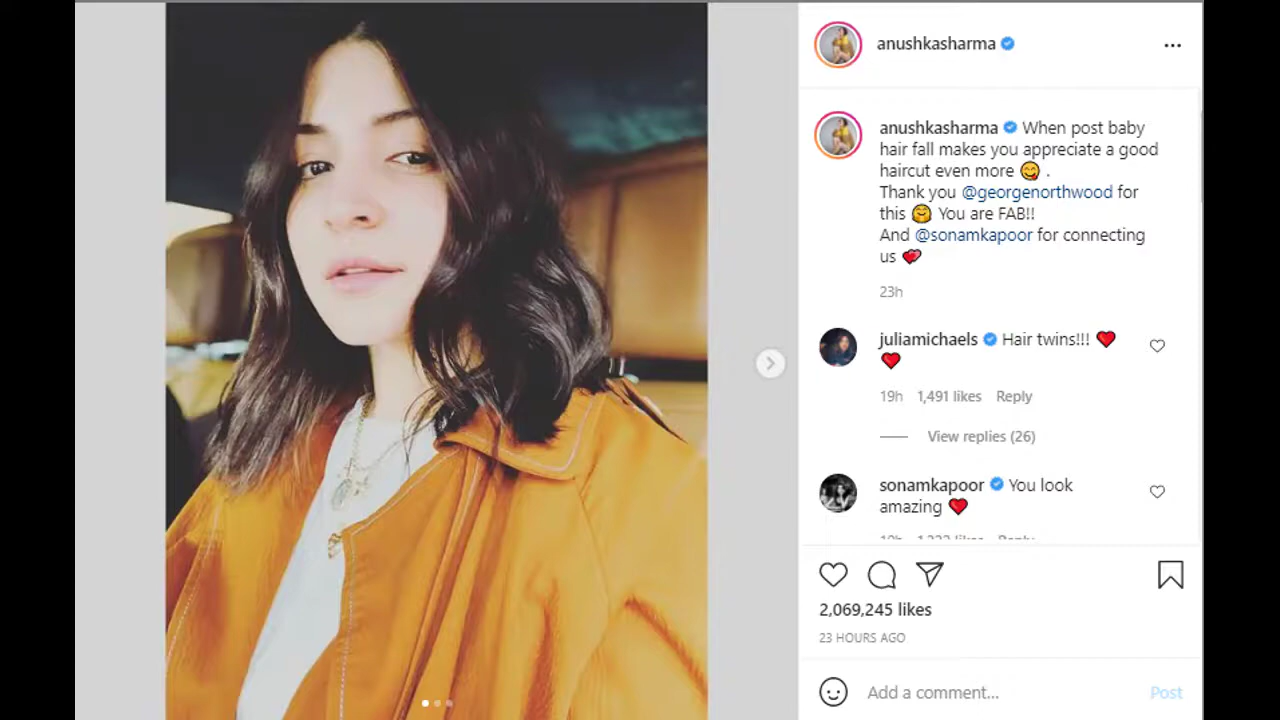 anushkasharma
anushkasharma When post baby
hair fall makes you appreciate a good
haircut even more 😋 .
Thank you @georgenorthwood for
this 🤗 You are FAB!!
And @sonamkapoor for connecting
us 💕
23h
juliamichaels Hair twins!!! ❤️
❤️
19h 1,491 likes Reply
View replies (26)
sonamkapoor You look
amazing ❤️
2,069,245 likes
23 HOURS AGO
Add a comment... Post